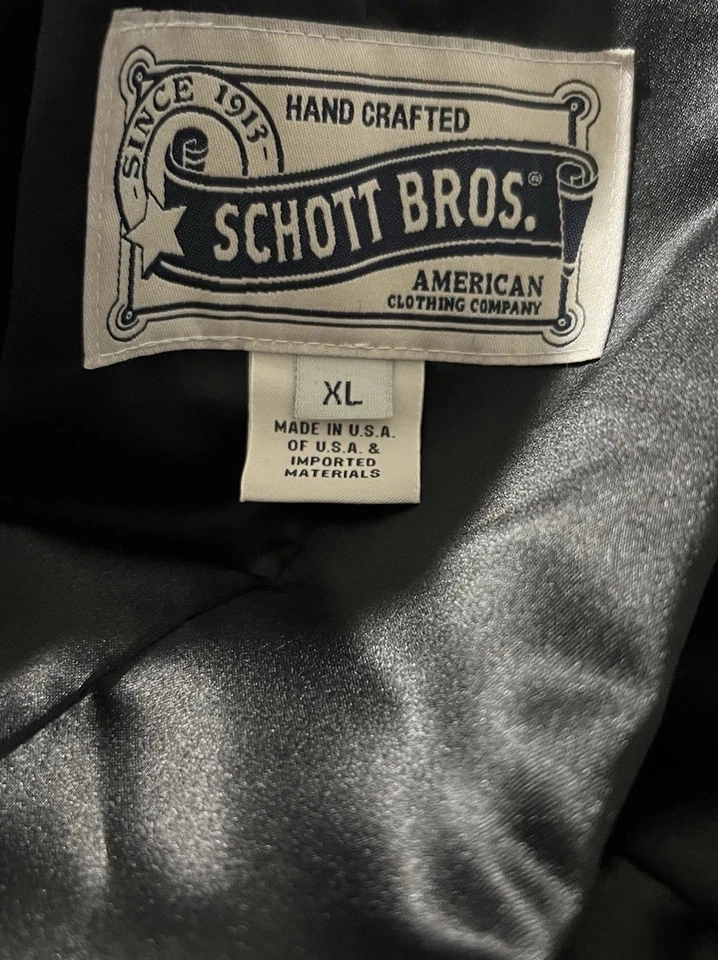 -SINCE 1913-
HAND CRAFTED
SCHOTT BROS.®
AMERICAN
CLOTHING COMPANY
XL
MADE IN U.S.A.
OF U.S.A. &
IMPORTED
MATERIALS